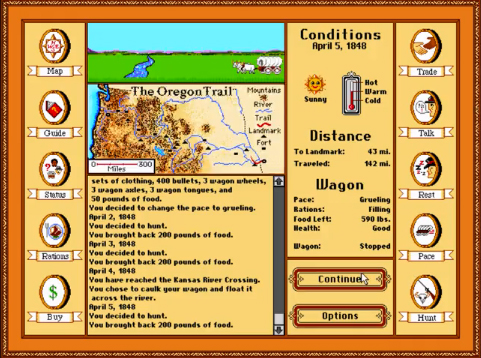 Map
Guide
Status
Rations
Buy
The Oregon Trail
Mountains
River
Trail
Landmark
Fort
0 Miles 300
sets of clothing, 400 bullets, 3 wagon wheels,
3 wagon axles, 3 wagon tongues, and
50 pounds of food.
You decided to change the pace to grueling.
April 2, 1848
You decided to hunt.
You brought back 200 pounds of food.
April 3, 1848
You decided to hunt.
You brought back 200 pounds of food.
April 4, 1848
You have reached the Kansas River Crossing.
You chose to caulk your wagon and float it
across the river.
April 5, 1848
You decided to hunt.
You brought back 200 pounds of food.
Conditions
April 5, 1848
Sunny
Hot
Warm
Cold
Distance
To Landmark: 43 mi.
Traveled: 142 mi.
Wagon
Pace: Grueling
Rations: Filling
Food Left: 590 lbs.
Health: Good
Wagon: Stopped
Continue
Options
Trade
Talk
Rest
Pace
Hunt